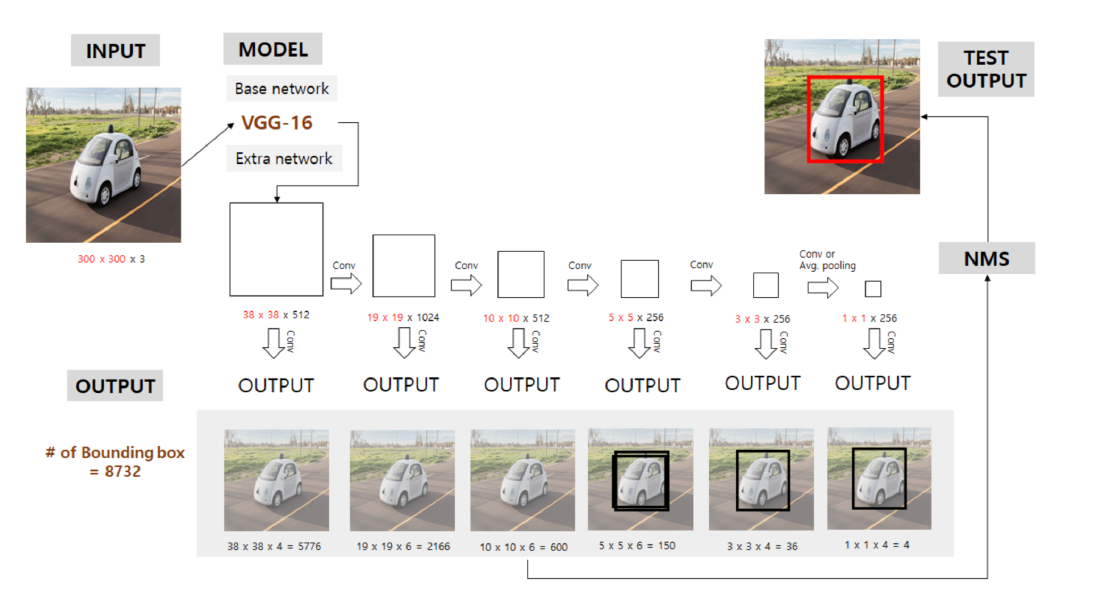 INPUT
MODEL
Base network
VGG-16
Extra network
TEST
OUTPUT
300 x 300 x 3
NMS
Conv
Conv
Conv
Conv
Conv or
Avg. pooling
38 x 38 x 512
19 x 19 x 1024
10 x 10 x 512
5 x 5 x 256
3 x 3 x 256
1 x 1 x 256
Conv
Conv
Conv
Conv
Conv
Conv
OUTPUT
OUTPUT
OUTPUT
OUTPUT
OUTPUT
OUTPUT
OUTPUT
# of Bounding box
= 8732
38 x 38 x 4 = 5776
19 x 19 x 6 = 2166
10 x 10 x 6 = 600
5 x 5 x 6 = 150
3 x 3 x 4 = 36
1 x 1 x 4 = 4